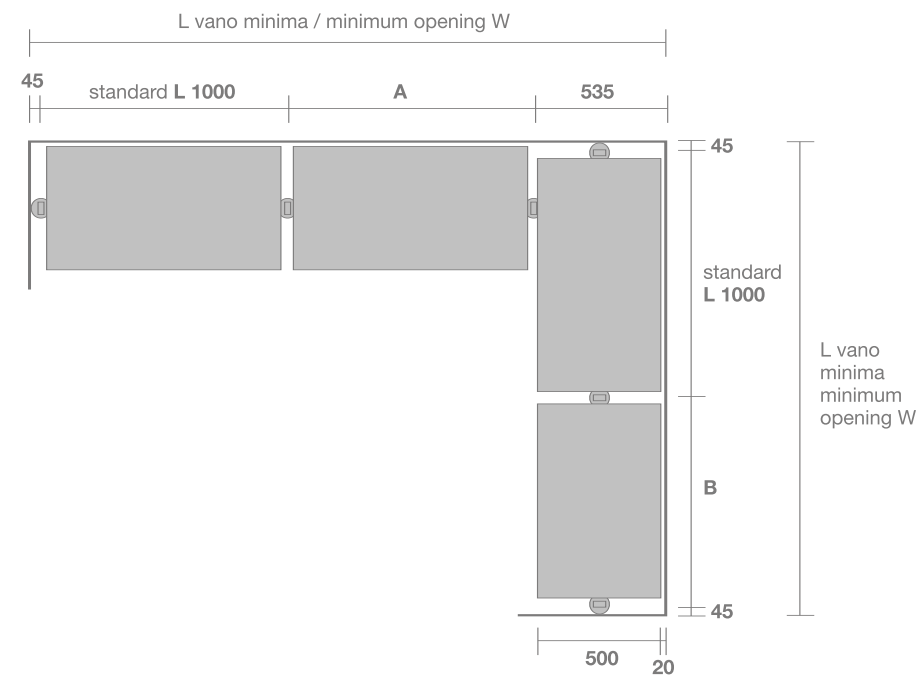 L vano minima / minimum opening W
45
standard L 1000
A
535
45
standard
L 1000
L vano
minima
minimum
opening W
B
45
500
20